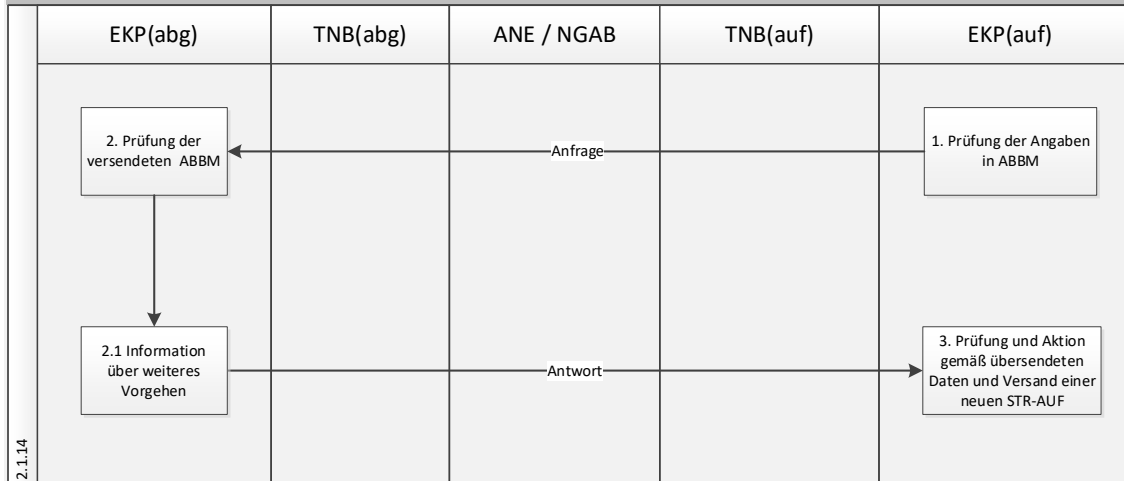 EKP(abg)
TNB(abg)
ANE / NGAB
TNB(auf)
EKP(auf)
2. Prüfung der
versendeten ABBM
Anfrage
1. Prüfung der Angaben
in ABBM
2.1 Information
über weiteres
Vorgehen
Antwort
3. Prüfung und Aktion
gemäß übersendeten
Daten und Versand einer
neuen STR-AUF
2.1.14